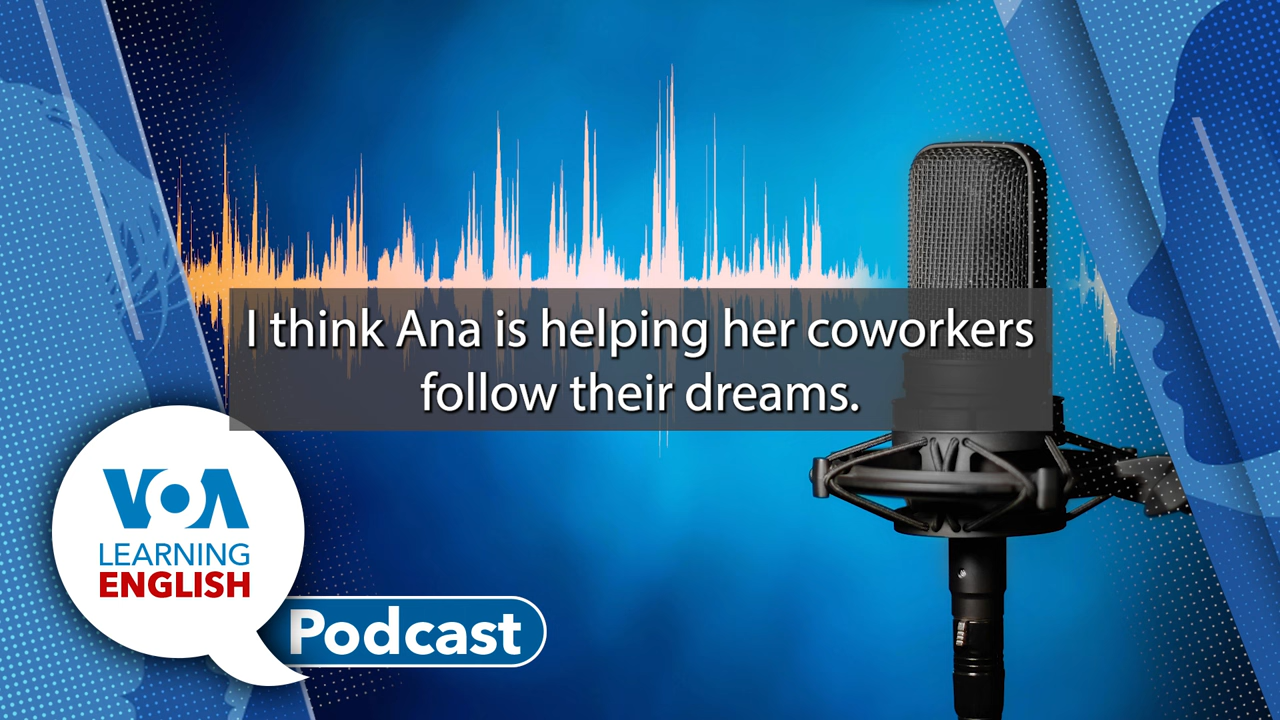 I think Ana is helping her coworkers
follow their dreams.
VOA
LEARNING
ENGLISH
Podcast